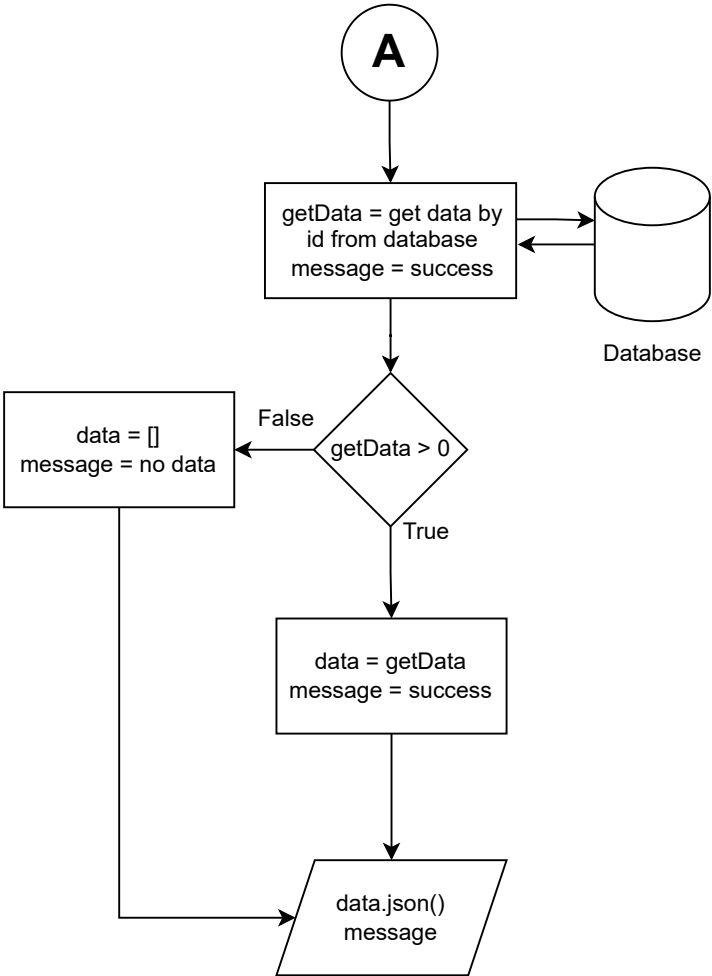 A
getData = get data by
id from database
message = success
Database
False
getData > 0
data = []
message = no data
True
data = getData
message = success
data.json()
message